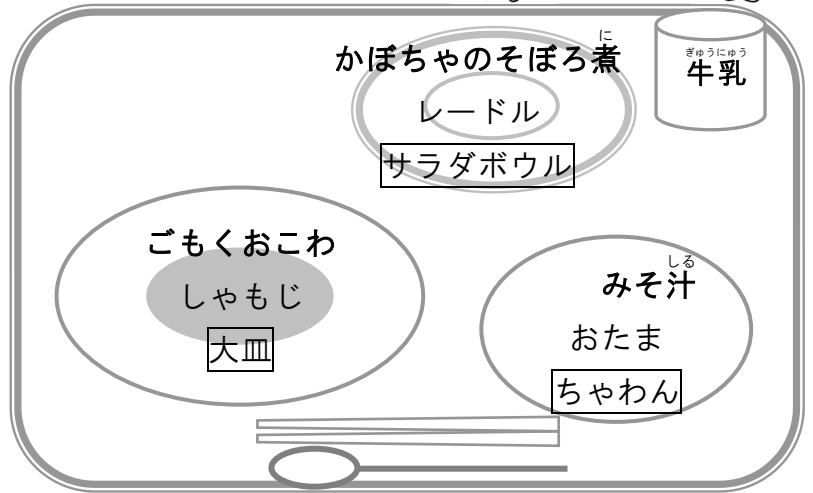 かぼちゃのそぼろ煮
に
レードル
サラダボウル
牛乳
ぎゅうにゅう
ごもくおこわ
しゃもじ
大皿
みそ汁
しる
おたま
ちゃわん